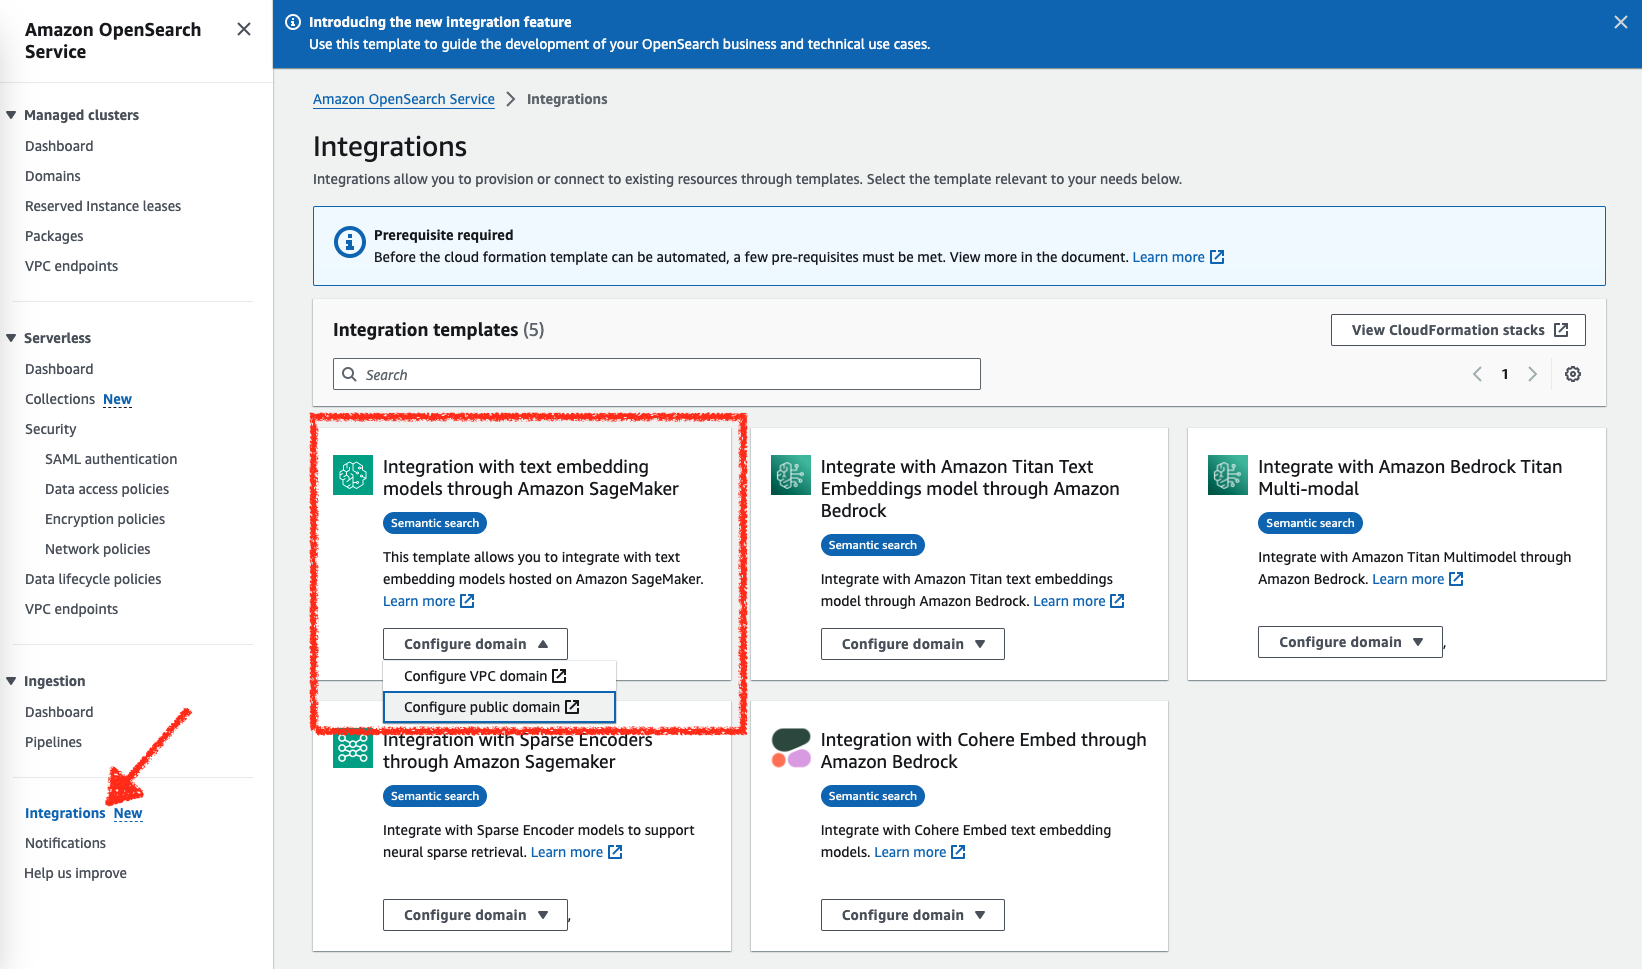 Amazon OpenSearch
Service
Managed clusters
Dashboard
Domains
Reserved Instance leases
Packages
VPC endpoints
Serverless
Dashboard
Collections New
Security
SAML authentication
Data access policies
Encryption policies
Network policies
Data lifecycle policies
VPC endpoints
Ingestion
Dashboard
Pipelines
Integrations New
Notifications
Help us improve
Introducing the new integration feature
Use this template to guide the development of your OpenSearch business and technical use cases.
Amazon OpenSearch Service > Integrations
Integrations
Integrations allow you to provision or connect to existing resources through templates. Select the template relevant to your needs below.
Prerequisite required
Before the cloud formation template can be automated, a few pre-requisites must be met. View more in the document. Learn more
Integration templates (5)
View CloudFormation stacks
Search
< 1 >
Integration with text embedding
models through Amazon SageMaker
Semantic search
This template allows you to integrate with text
embedding models hosted on Amazon SageMaker.
Learn more
Configure domain
Configure VPC domain
Configure public domain
Integrate with Amazon Titan Text
Embeddings model through Amazon
Bedrock
Semantic search
Integrate with Amazon Titan text embeddings
model through Amazon Bedrock. Learn more
Configure domain
Integrate with Amazon Bedrock Titan
Multi-modal
Semantic search
Integrate with Amazon Titan Multimodel through
Amazon Bedrock. Learn more
Configure domain ,
Integration with Sparse Encoders
through Amazon Sagemaker
Semantic search
Integrate with Sparse Encoder models to support
neural sparse retrieval. Learn more
Configure domain ,
Integration with Cohere Embed through
Amazon Bedrock
Semantic search
Integrate with Cohere Embed text embedding
models. Learn more
Configure domain